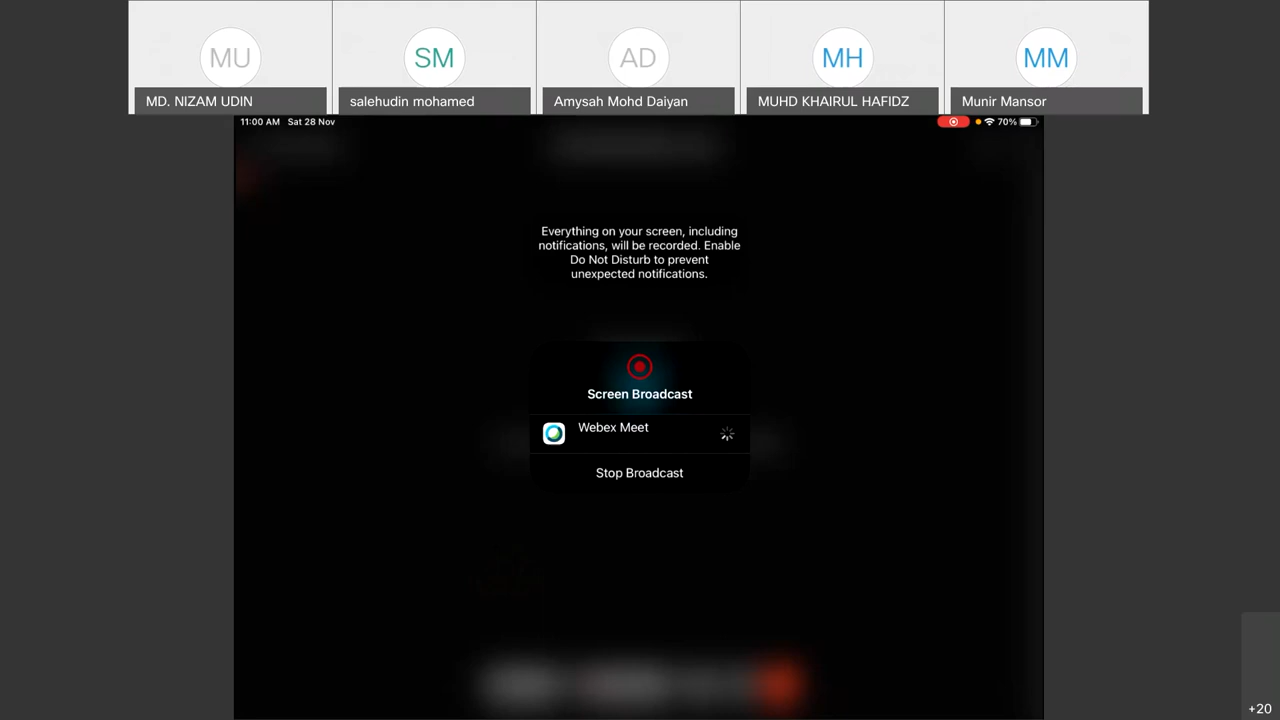 MU
SM
AD
MH
MM
MD. NIZAM UDIN
salehudin mohamed
Amysah Mohd Daiyan
MUHD KHAIRUL HAFIDZ
Munir Mansor
11:00 AM Sat 28 Nov
70%
Everything on your screen, including
notifications, will be recorded. Enable
Do Not Disturb to prevent
unexpected notifications.
Screen Broadcast
Webex Meet
Stop Broadcast
+20